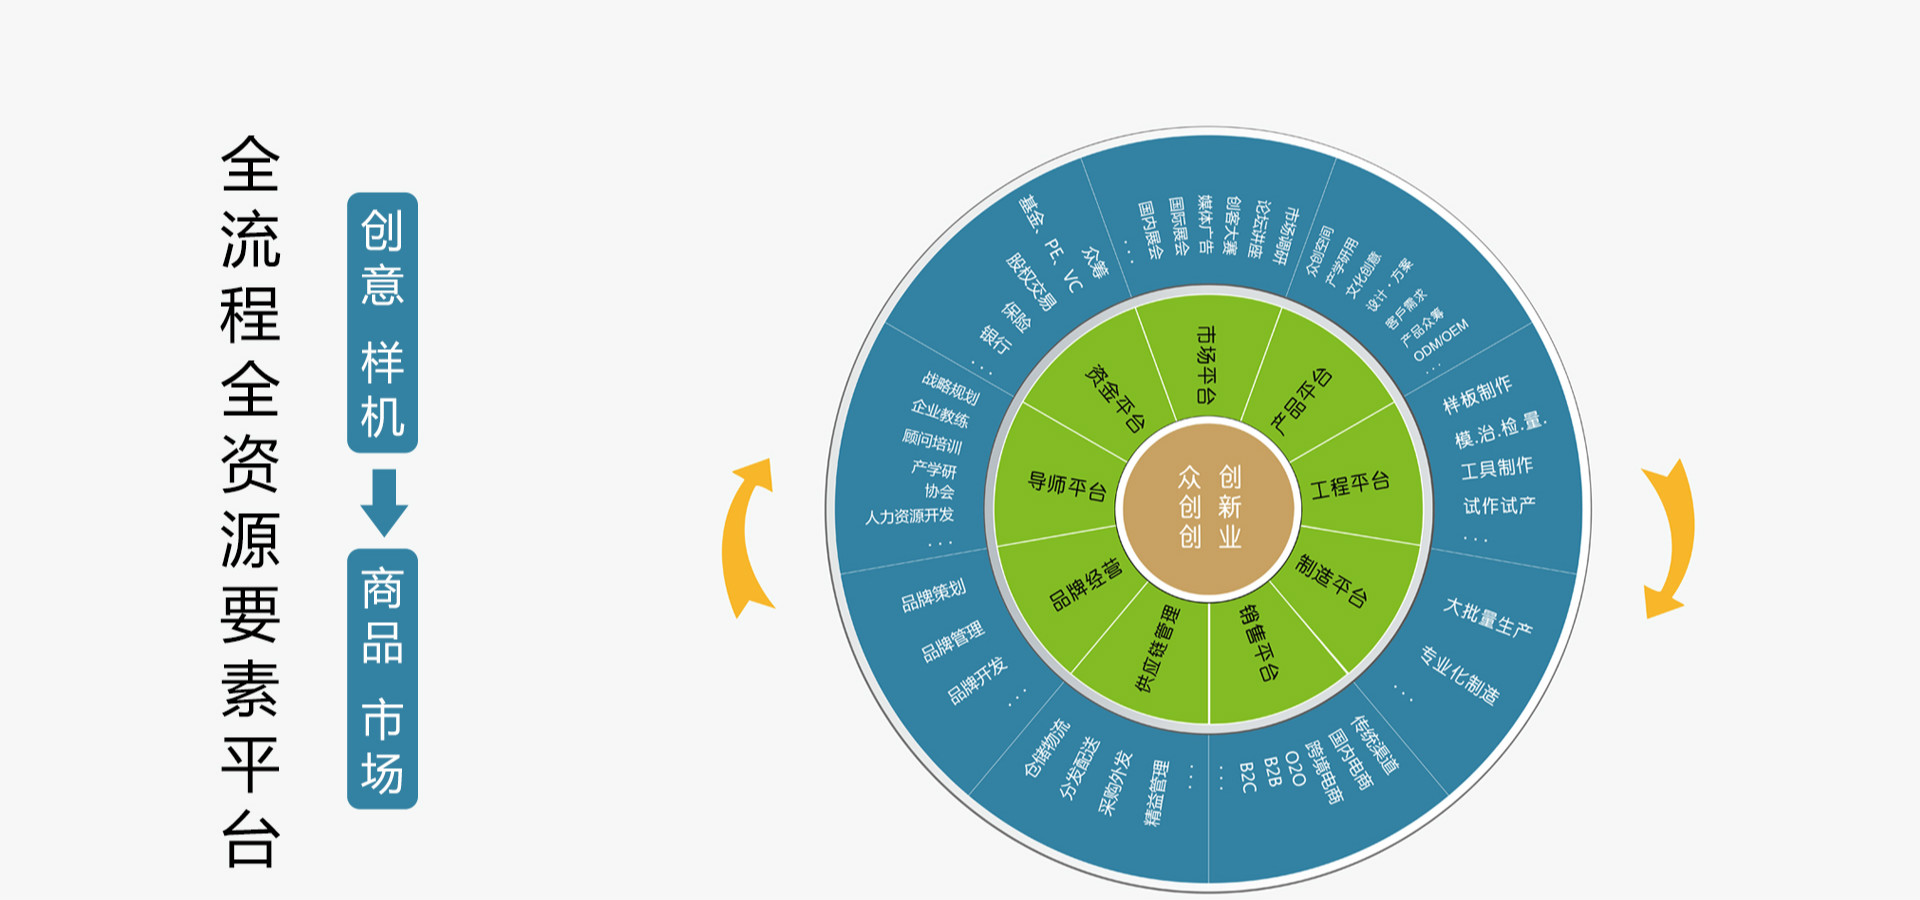 全流程全资源要素平台
创意 样机
商品 市场
众 创
创 新
创 业
市场平台
产品平台
工程平台
制造平台
销售平台
供应链管理
品牌经营
导师平台
资金平台
市场调研
论坛讲座
创客大赛
媒体广告
国际展会
国内展会
...
众创空间
产学研用
文化创意
设计·方案
客户需求
产品众筹
ODM/OEM
...
样板制作
模.治.检.量.
工具制作
试作试产
...
大批量生产
专业化制造
...
传统渠道
国内电商
跨境电商
O2O
B2B
B2C
...
精益管理
采购外发
分发配送
仓储物流
...
品牌策划
品牌管理
品牌开发
...
战略规划
企业教练
顾问培训
产学研
协会
人力资源开发
...
众筹
基金、PE、VC
股权交易
保险
银行
...